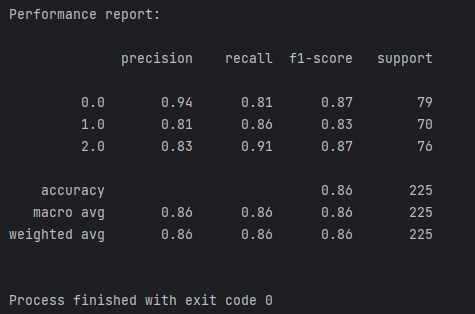 Performance report:
precision recall f1-score support
0.0 0.94 0.81 0.87 79
1.0 0.81 0.86 0.83 70
2.0 0.83 0.91 0.87 76
accuracy 0.86 225
macro avg 0.86 0.86 0.86 225
weighted avg 0.86 0.86 0.86 225
Process finished with exit code 0